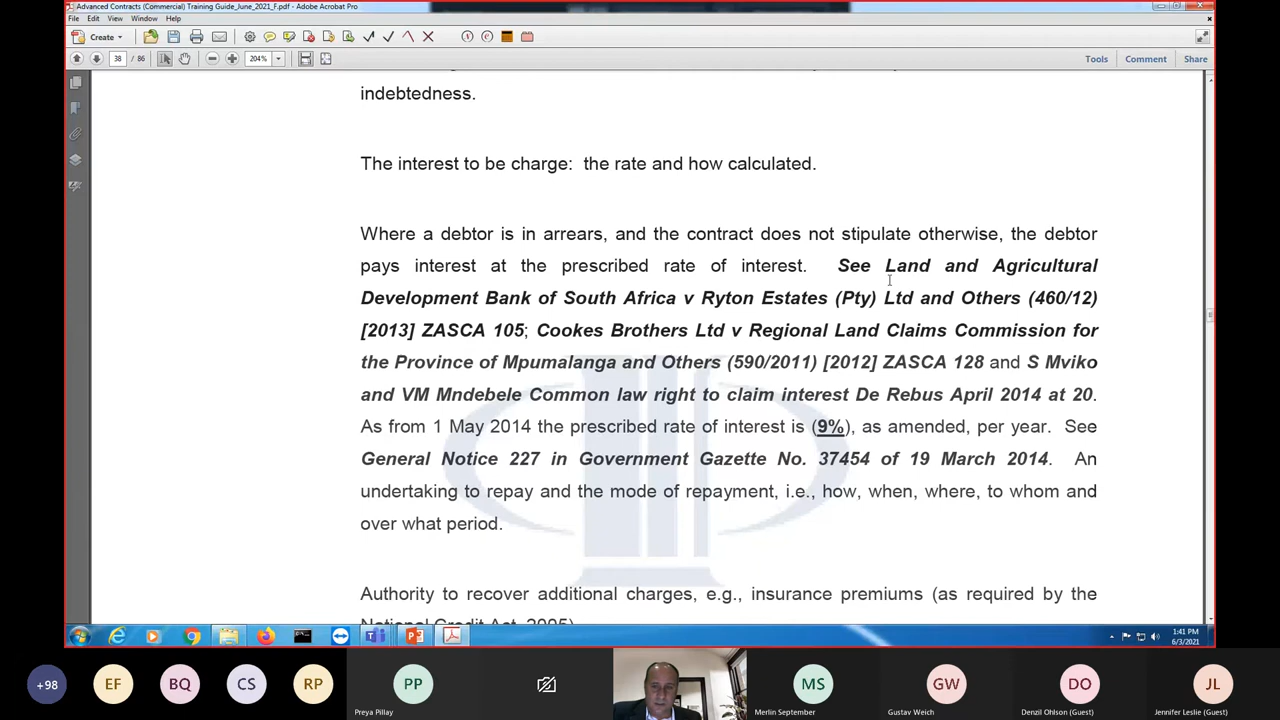 Advanced Contracts (Commercial) Training Guide_June_2021_F.pdf - Adobe Acrobat Pro
File Edit View Window Help
Create
38 / 86 204% Tools Comment Share
indebtedness.
The interest to be charge: the rate and how calculated.
Where a debtor is in arrears, and the contract does not stipulate otherwise, the debtor
pays interest at the prescribed rate of interest. See Land and Agricultural
Development Bank of South Africa v Ryton Estates (Pty) Ltd and Others (460/12)
[2013] ZASCA 105; Cookes Brothers Ltd v Regional Land Claims Commission for
the Province of Mpumalanga and Others (590/2011) [2012] ZASCA 128 and S Mviko
and VM Mndebele Common law right to claim interest De Rebus April 2014 at 20.
As from 1 May 2014 the prescribed rate of interest is (9%), as amended, per year. See
General Notice 227 in Government Gazette No. 37454 of 19 March 2014. An
undertaking to repay and the mode of repayment, i.e., how, when, where, to whom and
over what period.
Authority to recover additional charges, e.g., insurance premiums (as required by the
National Credit Act, 2005)
1:41 PM
6/3/2021
+98 EF BQ CS RP PP MS GW DO JL
Preya Pillay Merlin September Gustav Weich Denzil Ohlson (Guest) Jennifer Leslie (Guest)